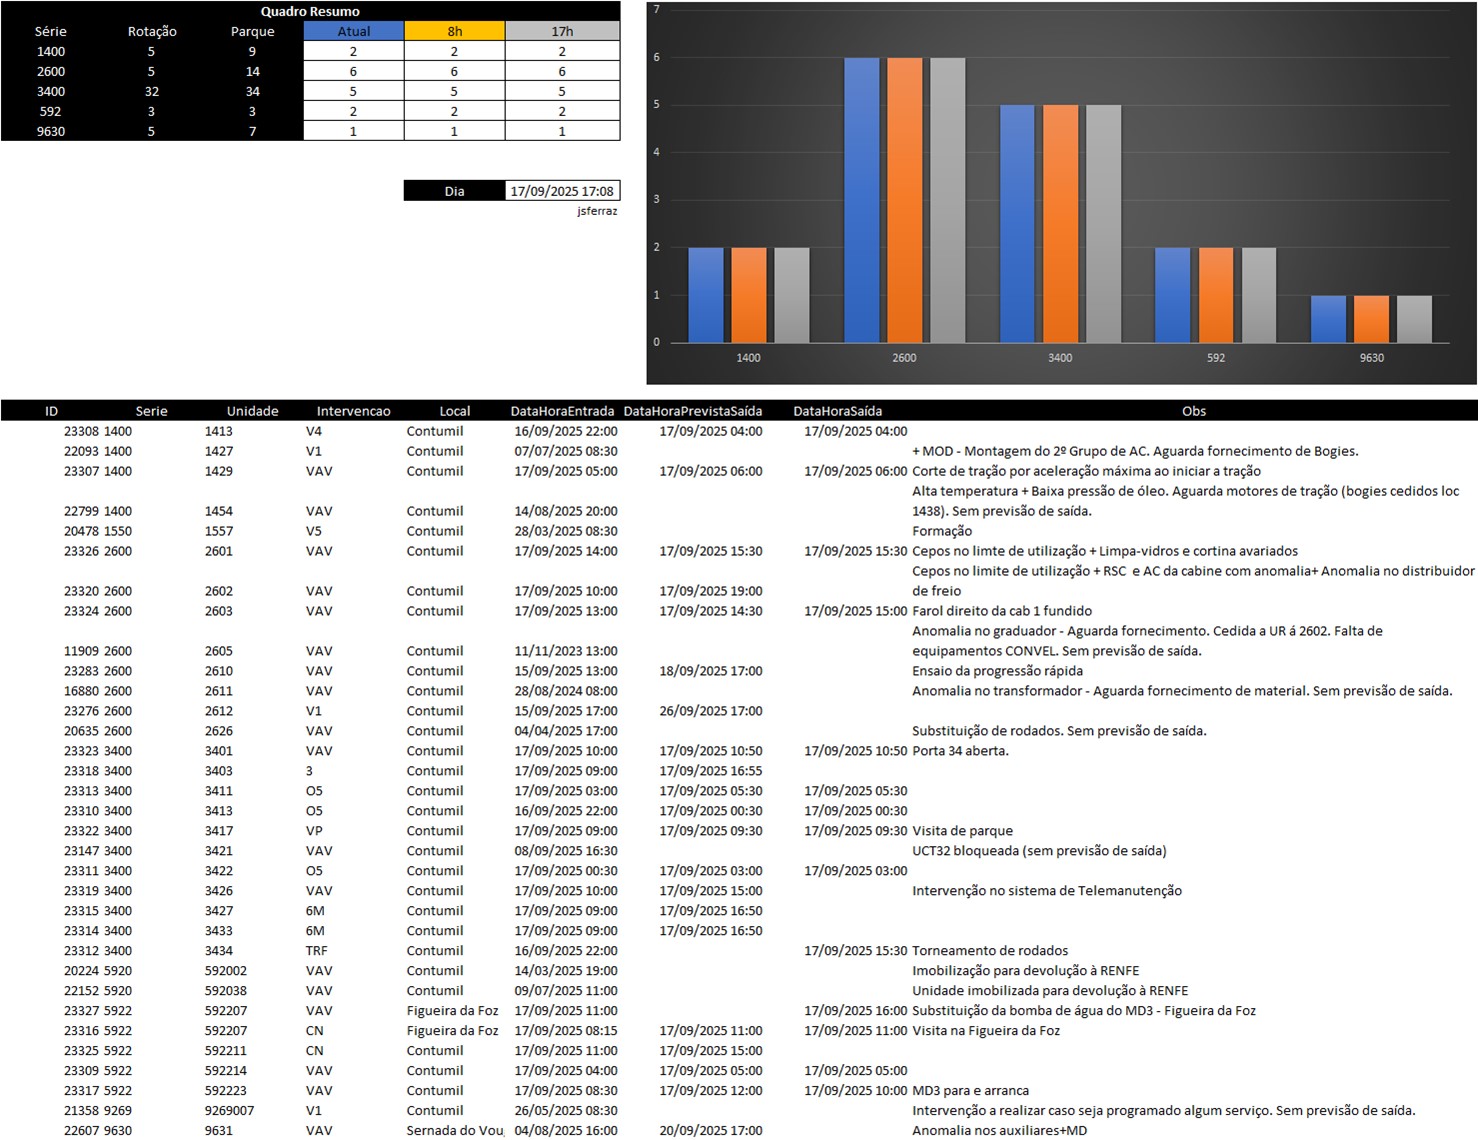 Quadro Resumo
Série Rotação Parque Atual 8h 17h
1400 5 9 2 2 2
2600 5 14 6 6 6
3400 32 34 5 5 5
592 3 3 2 2 2
9630 5 7 1 1 1
Dia 17/09/2025 17:08
jsferraz
7
6
5
4
3
2
1
0
1400 2600 3400 592 9630
ID Serie Unidade Intervencao Local DataHoraEntrada DataHoraPrevistaSaída DataHoraSaída Obs
23308 1400 1413 V4 Contumil 16/09/2025 22:00 17/09/2025 04:00 17/09/2025 04:00
22093 1400 1427 V1 Contumil 07/07/2025 08:30 + MOD - Montagem do 2º Grupo de AC. Aguarda fornecimento de Bogies.
23307 1400 1429 VAV Contumil 17/09/2025 05:00 17/09/2025 06:00 17/09/2025 06:00 Corte de tração por aceleração máxima ao iniciar a tração
Alta temperatura + Baixa pressão de óleo. Aguarda motores de tração (bogies cedidos loc
22799 1400 1454 VAV Contumil 14/08/2025 20:00 1438). Sem previsão de saída.
20478 1550 1557 V5 Contumil 28/03/2025 08:30 Formação
23326 2600 2601 VAV Contumil 17/09/2025 14:00 17/09/2025 15:30 17/09/2025 15:30 Cepos no limte de utilização + Limpa-vidros e cortina avariados
Cepos no limite de utilização + RSC e AC da cabine com anomalia+ Anomalia no distribuidor
23320 2600 2602 VAV Contumil 17/09/2025 10:00 17/09/2025 19:00 de freio
23324 2600 2603 VAV Contumil 17/09/2025 13:00 17/09/2025 14:30 17/09/2025 15:00 Farol direito da cab 1 fundido
Anomalia no graduador - Aguarda fornecimento. Cedida a UR á 2602. Falta de
11909 2600 2605 VAV Contumil 11/11/2023 13:00 equipamentos CONVEL. Sem previsão de saída.
23283 2600 2610 VAV Contumil 15/09/2025 13:00 18/09/2025 17:00 Ensaio da progressão rápida
16880 2600 2611 VAV Contumil 28/08/2024 08:00 Anomalia no transformador - Aguarda fornecimento de material. Sem previsão de saída.
23276 2600 2612 V1 Contumil 15/09/2025 17:00 26/09/2025 17:00
20635 2600 2626 VAV Contumil 04/04/2025 17:00 Substituição de rodados. Sem previsão de saída.
23323 3400 3401 VAV Contumil 17/09/2025 10:00 17/09/2025 10:50 17/09/2025 10:50 Porta 34 aberta.
23318 3400 3403 3 Contumil 17/09/2025 09:00 17/09/2025 16:55
23313 3400 3411 O5 Contumil 17/09/2025 03:00 17/09/2025 05:30 17/09/2025 05:30
23310 3400 3413 O5 Contumil 16/09/2025 22:00 17/09/2025 00:30 17/09/2025 00:30
23322 3400 3417 VP Contumil 17/09/2025 09:00 17/09/2025 09:30 17/09/2025 09:30 Visita de parque
23147 3400 3421 VAV Contumil 08/09/2025 16:30 UCT32 bloqueada (sem previsão de saída)
23311 3400 3422 O5 Contumil 17/09/2025 00:30 17/09/2025 03:00 17/09/2025 03:00
23319 3400 3426 VAV Contumil 17/09/2025 10:00 17/09/2025 15:00 Intervenção no sistema de Telemanutenção
23315 3400 3427 6M Contumil 17/09/2025 09:00 17/09/2025 16:50
23314 3400 3433 6M Contumil 17/09/2025 09:00 17/09/2025 16:50
23312 3400 3434 TRF Contumil 16/09/2025 22:00 17/09/2025 15:30 Torneamento de rodados
20224 5920 592002 VAV Contumil 14/03/2025 19:00 Imobilização para devolução à RENFE
22152 5920 592038 VAV Contumil 09/07/2025 11:00 Unidade imobilizada para devolução à RENFE
23327 5922 592207 VAV Figueira da Foz 17/09/2025 11:00 17/09/2025 16:00 Substituição da bomba de água do MD3 - Figueira da Foz
23316 5922 592207 CN Figueira da Foz 17/09/2025 08:15 17/09/2025 11:00 17/09/2025 11:00 Visita na Figueira da Foz
23325 5922 592211 CN Contumil 17/09/2025 11:00 17/09/2025 15:00
23309 5922 592214 VAV Contumil 17/09/2025 04:00 17/09/2025 05:00 17/09/2025 05:00
23317 5922 592223 VAV Contumil 17/09/2025 08:30 17/09/2025 12:00 17/09/2025 10:00 MD3 para e arranca
21358 9269 9269007 V1 Contumil 26/05/2025 08:30 Intervenção a realizar caso seja programado algum serviço. Sem previsão de saída.
22607 9630 9631 VAV Sernada do Vou 04/08/2025 16:00 20/09/2025 17:00 Anomalia nos auxiliares+MD